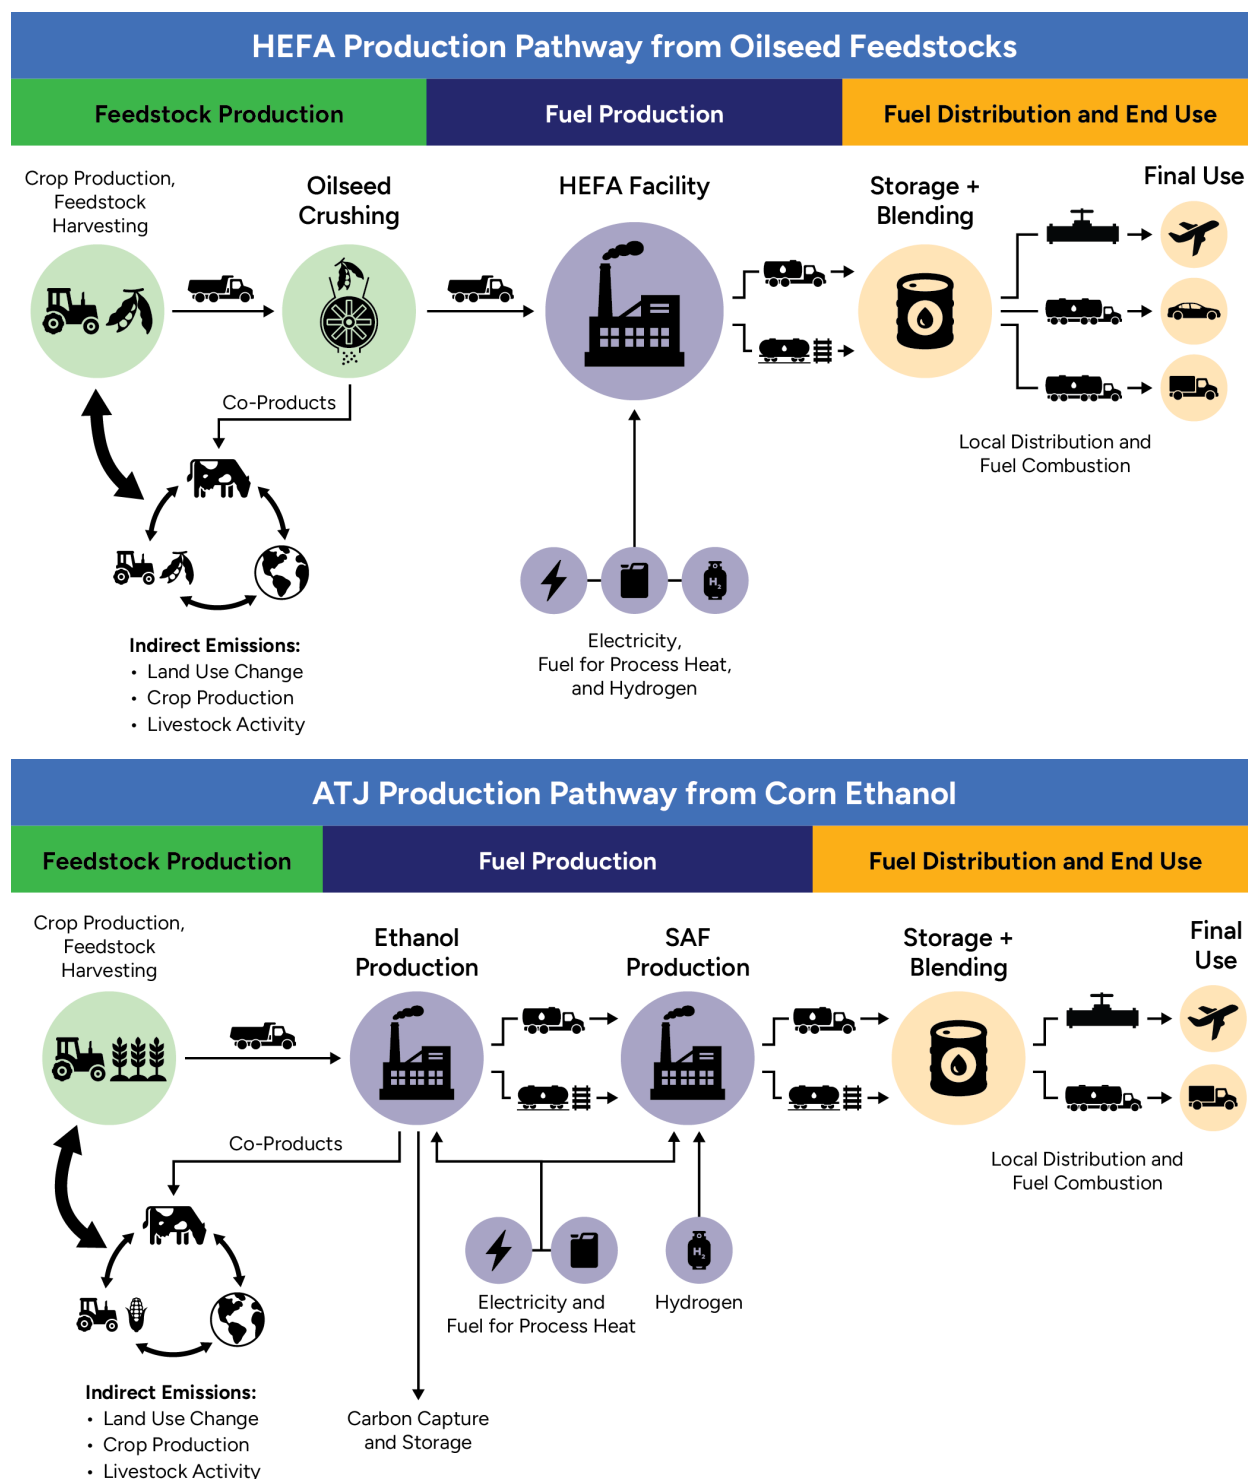 HEFA Production Pathway from Oilseed Feedstocks
Feedstock Production
Fuel Production
Fuel Distribution and End Use
Crop Production,
Feedstock
Harvesting
Oilseed
Crushing
HEFA Facility
Storage +
Blending
Final Use
Co-Products
Local Distribution and
Fuel Combustion
H2
Electricity,
Fuel for Process Heat,
and Hydrogen
Indirect Emissions:
• Land Use Change
• Crop Production
• Livestock Activity
ATJ Production Pathway from Corn Ethanol
Feedstock Production
Fuel Production
Fuel Distribution and End Use
Crop Production,
Feedstock
Harvesting
Ethanol
Production
SAF
Production
Storage +
Blending
Final
Use
Co-Products
Local Distribution and
Fuel Combustion
H2
Electricity and
Fuel for Process Heat
Hydrogen
Indirect Emissions:
• Land Use Change
• Crop Production
• Livestock Activity
Carbon Capture
and Storage